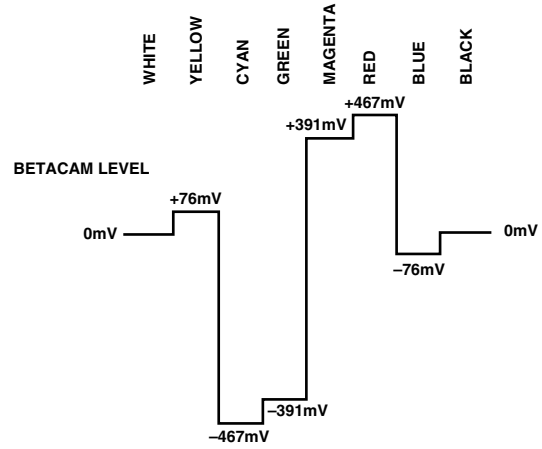 WHITE
YELLOW
CYAN
GREEN
MAGENTA
RED
BLUE
BLACK
+467mV
+391mV
BETACAM LEVEL
+76mV
0mV
0mV
–76mV
–391mV
–467mV